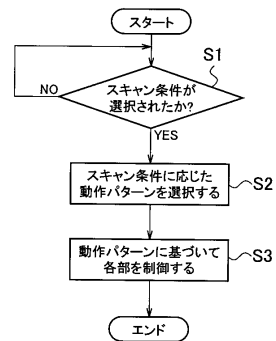 スタート
S1
スキャン条件が
選択されたか?
NO
YES
スキャン条件に応じた
動作パターンを選択する
S2
動作パターンに基づいて
各部を制御する
S3
エンド